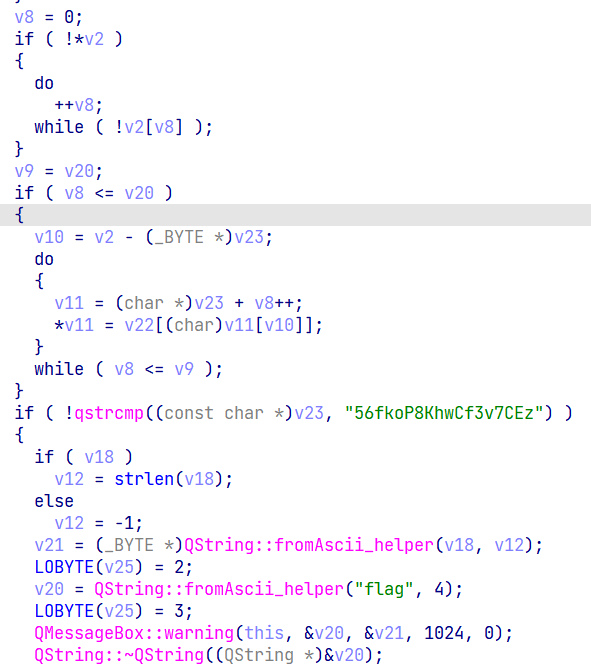 v8 = 0;
if ( !*v2 )
{
do
++v8;
while ( !v2[v8] );
}
v9 = v20;
if ( v8 <= v20 )
{
v10 = v2 - (_BYTE *)v23;
do
{
v11 = (char *)v23 + v8++;
*v11 = v22[(char)v11[v10]];
}
while ( v8 <= v9 );
}
if ( !qstrcmp((const char *)v23, "56fkoP8KhwCf3v7CEz") )
{
if ( v18 )
v12 = strlen(v18);
else
v12 = -1;
v21 = (_BYTE *)QString::fromAscii_helper(v18, v12);
LOBYTE(v25) = 2;
v20 = QString::fromAscii_helper("flag", 4);
LOBYTE(v25) = 3;
QMessageBox::warning(this, &v20, &v21, 1024, 0);
QString::~QString((QString *)&v20);